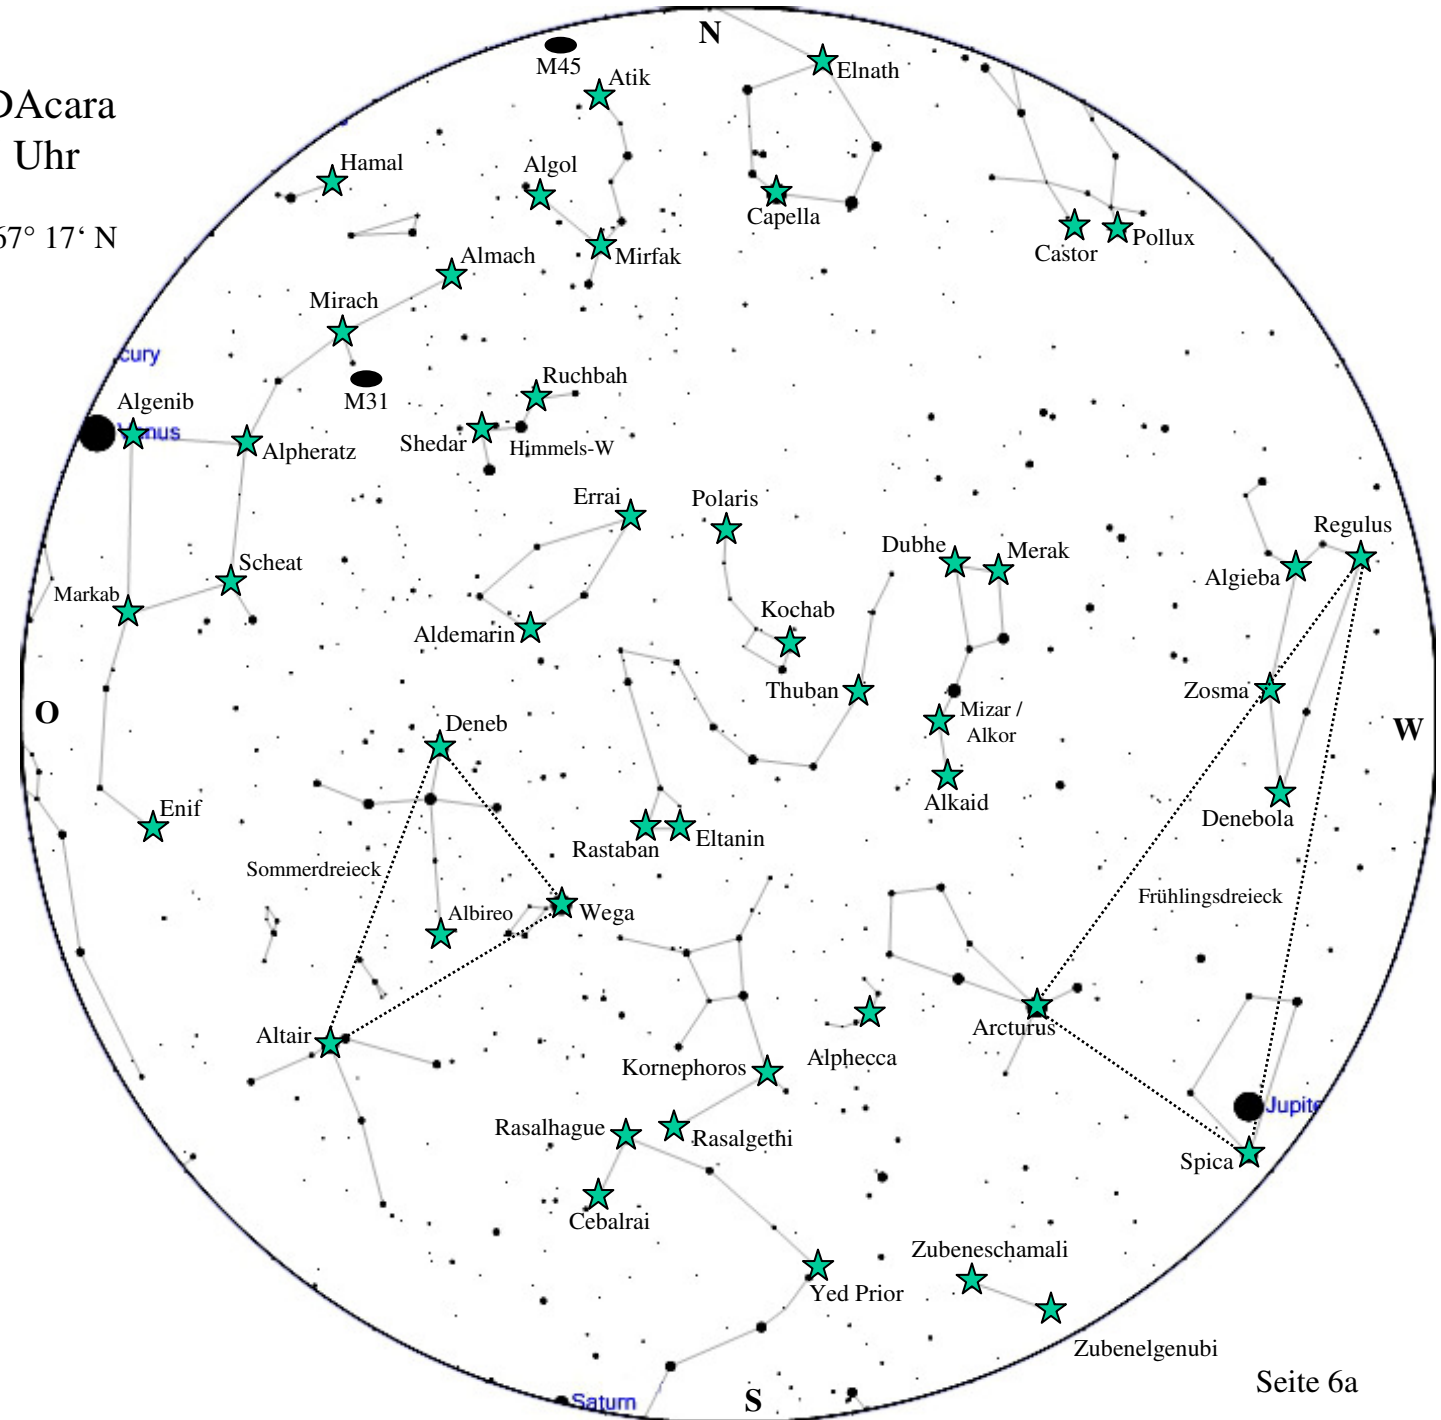 N
M45
Atik
Elnath
DAcara
Uhr
Hamal
Algol
Capella
67° 17‘ N
Castor
Pollux
Almach
Mirfak
Mirach
cury
M31
Ruchbah
Algenib
Venus
Alpheratz
Shedar
Himmels-W
Errai
Polaris
Regulus
Dubhe
Merak
Algieba
Scheat
Markab
Kochab
Aldemarin
Thuban
Zosma
O
Mizar /
Alkor
W
Deneb
Alkaid
Denebola
Enif
Rastaban
Eltanin
Sommerdreieck
Frühlingsdreieck
Albireo
Wega
Altair
Arcturus
Alphecca
Kornephoros
Jupite
Rasalhague
Rasalgethi
Spica
Cebalrai
Zubeneschamali
Yed Prior
Zubenelgenubi
Seite 6a
Saturn
S